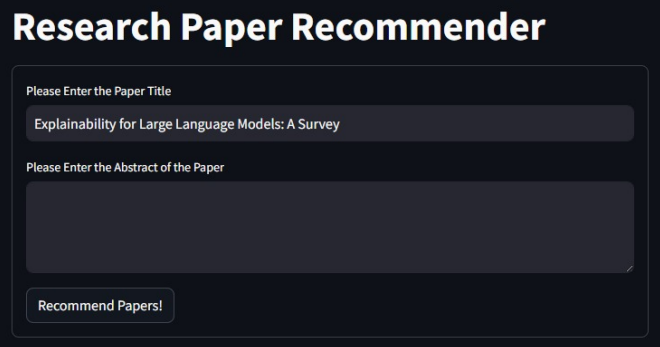 Research Paper Recommender
Please Enter the Paper Title
Explainability for Large Language Models: A Survey
Please Enter the Abstract of the Paper
Recommend Papers!